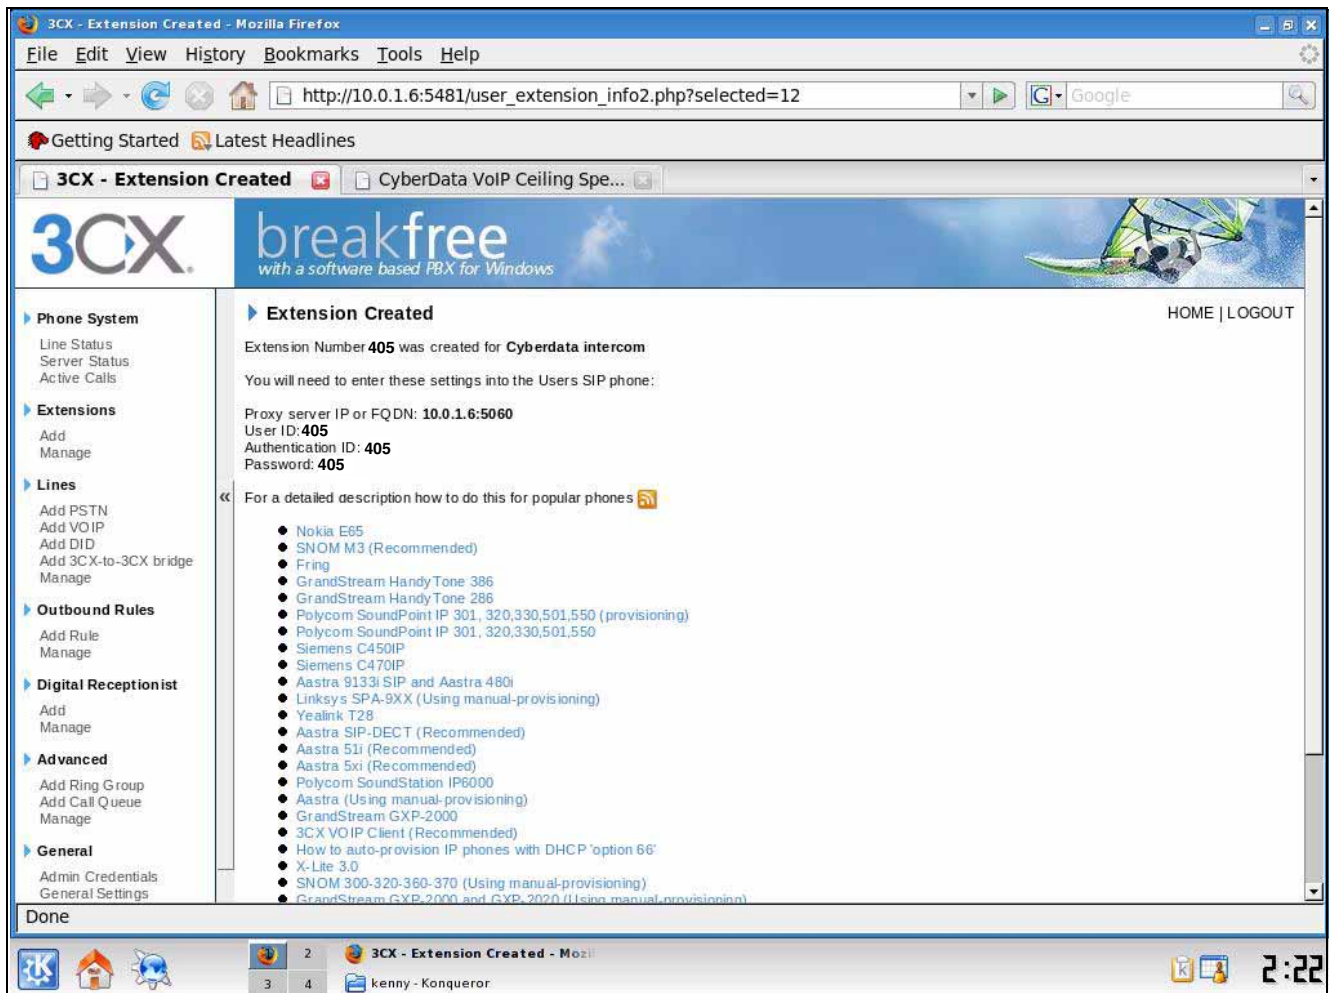 3CX - Extension Created - Mozilla Firefox
File Edit View History Bookmarks Tools Help
http://10.0.1.6:5481/user_extension_info2.php?selected=12
G Google
Getting Started Latest Headlines
3CX - Extension Created CyberData VoIP Ceiling Spe...
3CX.
breakfree
with a software based PBX for Windows
Phone System
Line Status
Server Status
Active Calls
Extensions
Add
Manage
Lines
Add PSTN
Add VOIP
Add DID
Add 3CX-to-3CX bridge
Manage
Outbound Rules
Add Rule
Manage
Digital Receptionist
Add
Manage
Advanced
Add Ring Group
Add Call Queue
Manage
General
Admin Credentials
General Settings
«
Extension Created
HOME | LOGOUT
Extension Number 405 was created for Cyberdata intercom
You will need to enter these settings into the Users SIP phone:
Proxy server IP or FQDN: 10.0.1.6:5060
User ID: 405
Authentication ID: 405
Password: 405
For a detailed description how to do this for popular phones
Nokia E65
SNOM M3 (Recommended)
Fring
GrandStream HandyTone 386
GrandStream HandyTone 286
Polycom SoundPoint IP 301, 320,330,501,550 (provisioning)
Polycom SoundPoint IP 301, 320,330,501,550
Siemens C450IP
Siemens C470IP
Aastra 9133i SIP and Aastra 480i
Linksys SPA-9XX (Using manual-provisioning)
Yealink T28
Aastra SIP-DECT (Recommended)
Aastra 51i (Recommended)
Aastra 5xi (Recommended)
Polycom SoundStation IP6000
Aastra (Using manual-provisioning)
GrandStream GXP-2000
3CX VOIP Client (Recommended)
How to auto-provision IP phones with DHCP 'option 66'
X-Lite 3.0
SNOM 300-320-360-370 (Using manual-provisioning)
GrandStream GXP-2000 and GXP-2020 (Using manual-provisioning)
Done
2
3CX - Extension Created - Mozi
3 4
kenny - Konqueror
2:22